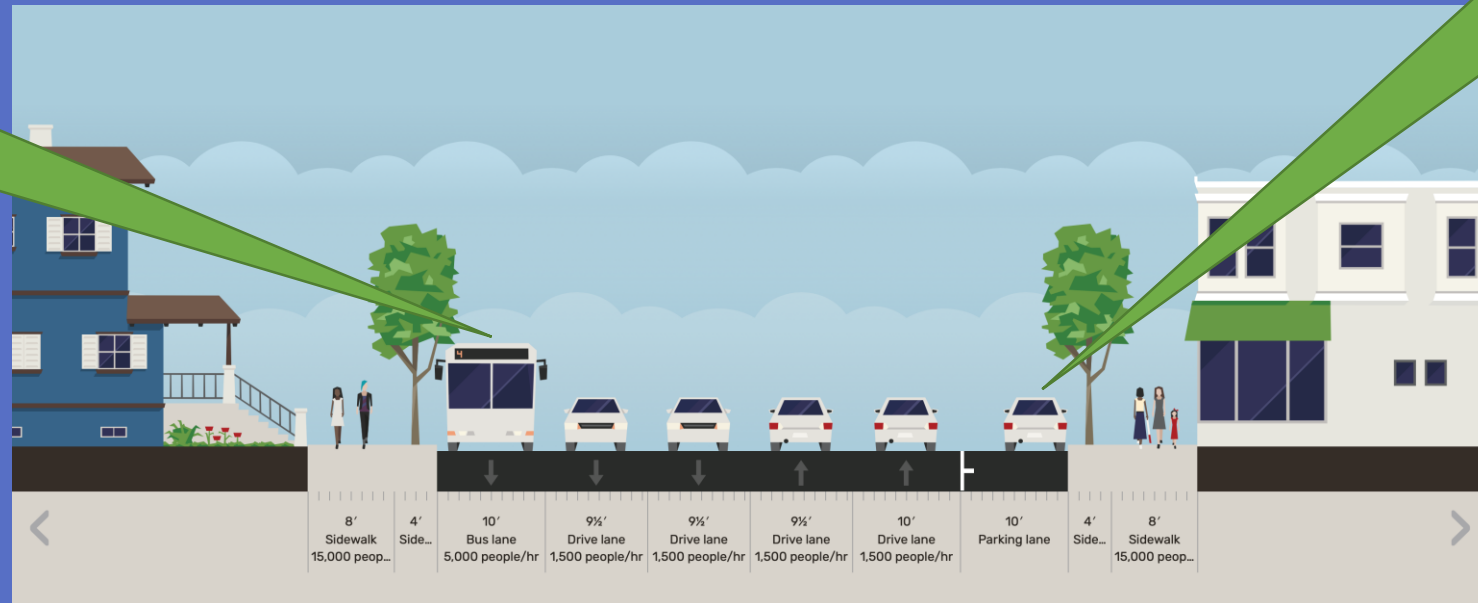 4
8′
Sidewalk
15,000 peop...
4′
Side...
10′
Bus lane
5,000 people/hr
9½′
Drive lane
1,500 people/hr
9½′
Drive lane
1,500 people/hr
9½′
Drive lane
1,500 people/hr
10′
Drive lane
1,500 people/hr
10′
Parking lane
4′
Side...
8′
Sidewalk
15,000 peop...